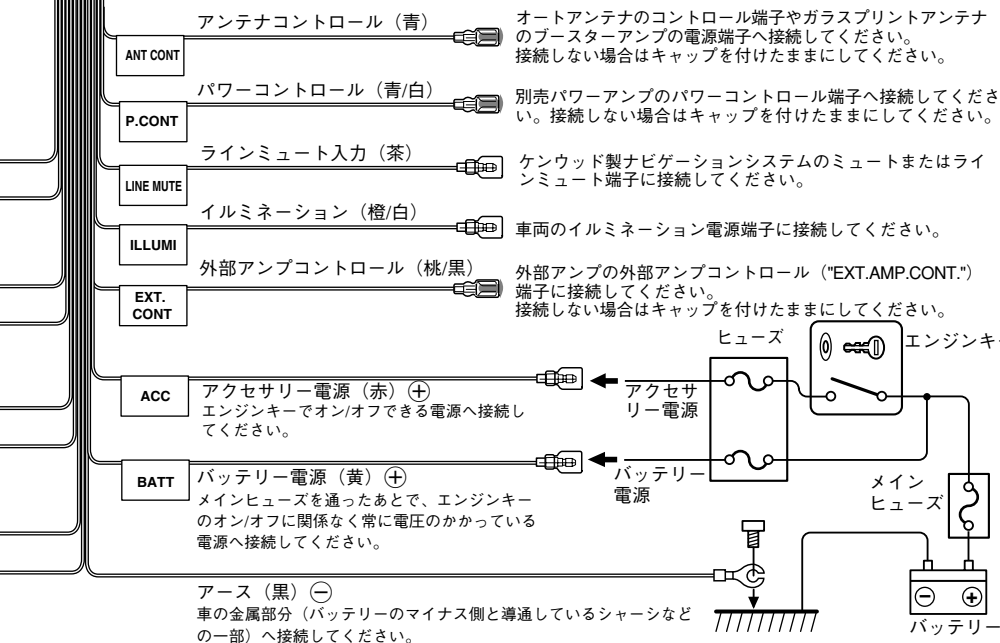 アンテナコントロール（青）
ANT CONT
オートアンテナのコントロール端子やガラスプリントアンテナ
のブースターアンプの電源端子へ接続してください。
接続しない場合はキャップを付けたままにしてください。
パワーコントロール（青/白）
P.CONT
別売パワーアンプのパワーコントロール端子へ接続してくださ
い。接続しない場合はキャップを付けたままにしてください。
ラインミュート入力（茶）
LINE MUTE
ケンウッド製ナビゲーションシステムのミュートまたはライ
ンミュート端子に接続してください。
イルミネーション（橙/白）
ILLUMI
車両のイルミネーション電源端子に接続してください。
外部アンプコントロール（桃/黒）
EXT.
CONT
外部アンプの外部アンプコントロール（"EXT.AMP.CONT."）
端子に接続してください。
接続しない場合はキャップを付けたままにしてください。
ヒューズ
エンジンキー
ACC
アクセサリー電源（赤）⊕
エンジンキーでオン/オフできる電源へ接続し
てください。
アクセサ
リー電源
BATT
バッテリー電源（黄）⊕
メインヒューズを通ったあとで、エンジンキー
のオン/オフに関係なく常に電圧のかかっている
電源へ接続してください。
バッテリー
電源
メイン
ヒューズ
アース（黒）⊖
車の金属部分（バッテリーのマイナス側と導通しているシャーシなど
の一部）へ接続してください。
⊖ ⊕
バッテリー